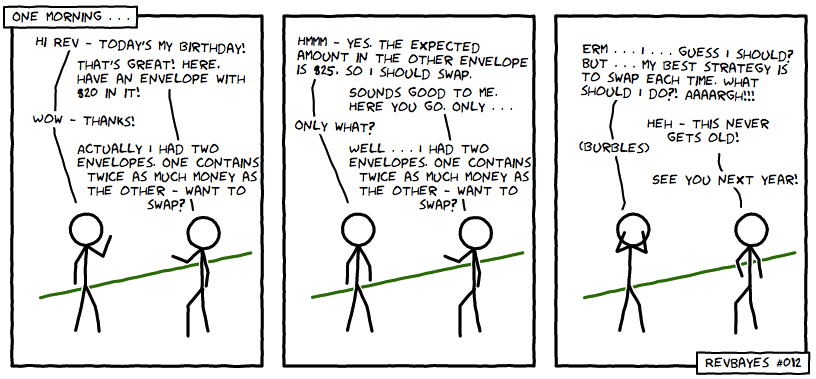 ONE MORNING . . .
HI REV - TODAY'S MY BIRTHDAY!
THAT'S GREAT! HERE,
HAVE AN ENVELOPE WITH
$20 IN IT!
WOW - THANKS!
ACTUALLY I HAD TWO
ENVELOPES. ONE CONTAINS
TWICE AS MUCH MONEY AS
THE OTHER - WANT TO
SWAP?
HMMM - YES. THE EXPECTED
AMOUNT IN THE OTHER ENVELOPE
IS $25, SO I SHOULD SWAP.
SOUNDS GOOD TO ME.
HERE YOU GO. ONLY . . .
ONLY WHAT?
WELL . . . I HAD TWO
ENVELOPES. ONE CONTAINS
TWICE AS MUCH MONEY AS
THE OTHER - WANT TO
SWAP?
ERM . . . I . . . GUESS I SHOULD?
BUT . . . MY BEST STRATEGY IS
TO SWAP EACH TIME. WHAT
SHOULD I DO?! AAAARGH!!!
HEH - THIS NEVER
GETS OLD!
(BURBLES)
SEE YOU NEXT YEAR!
REVBAYES #012